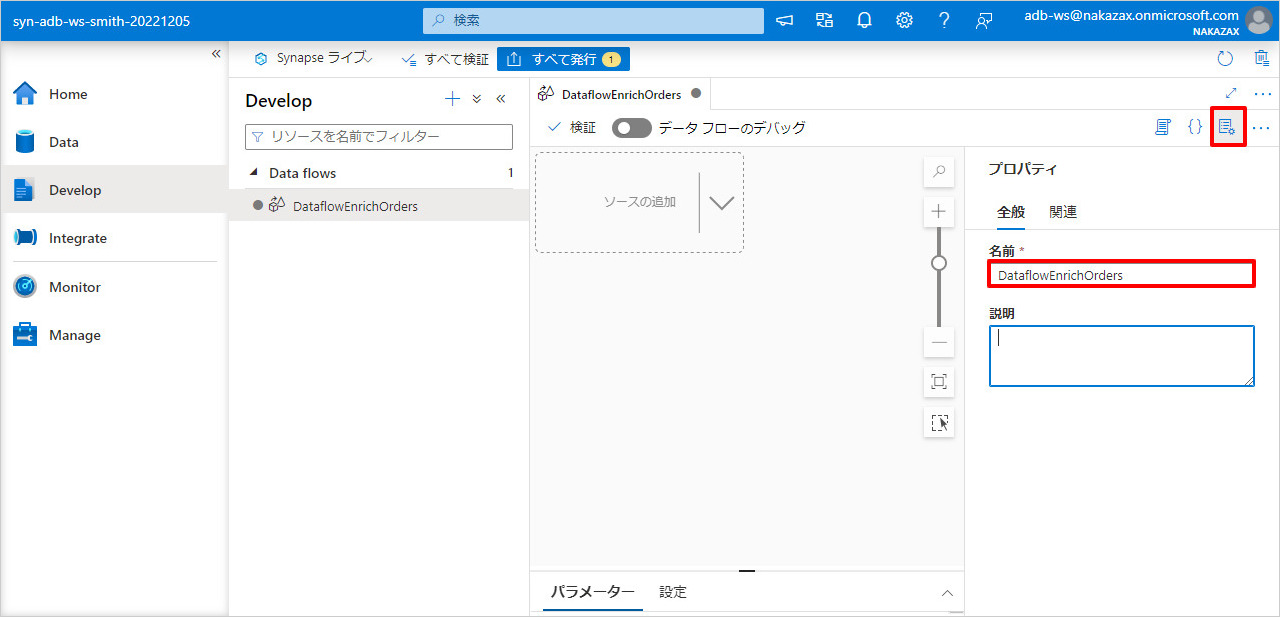 syn-adb-ws-smith-20221205
検索
adb-ws@nakazax.onmicrosoft.com
NAKAZAX
Home
Data
Develop
Integrate
Monitor
Manage
Synapse ライブ
すべて検証
すべて発行 1
Develop
リソースを名前でフィルター
Data flows 1
DataflowEnrichOrders
DataflowEnrichOrders
検証
データ フローのデバッグ
ソースの追加
パラメーター
設定
プロパティ
全般
関連
名前 *
DataflowEnrichOrders
説明